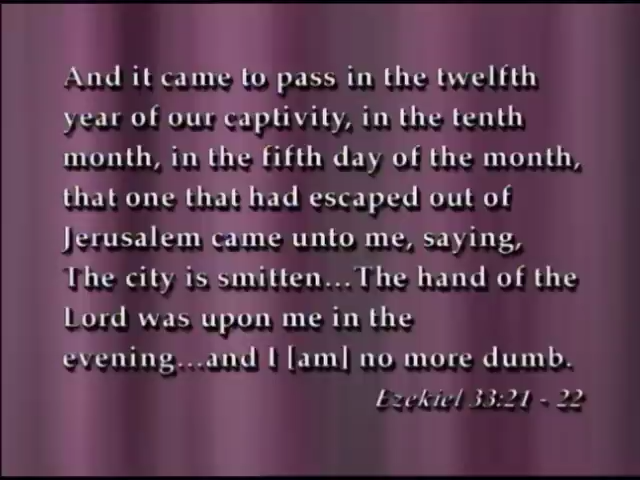 And it came to pass in the twelfth
year of our captivity, in the tenth
month, in the fifth day of the month,
that one that had escaped out of
Jerusalem came unto me, saying,
The city is smitten...The hand of the
Lord was upon me in the
evening...and I [am] no more dumb.
Ezekiel 33:21 - 22